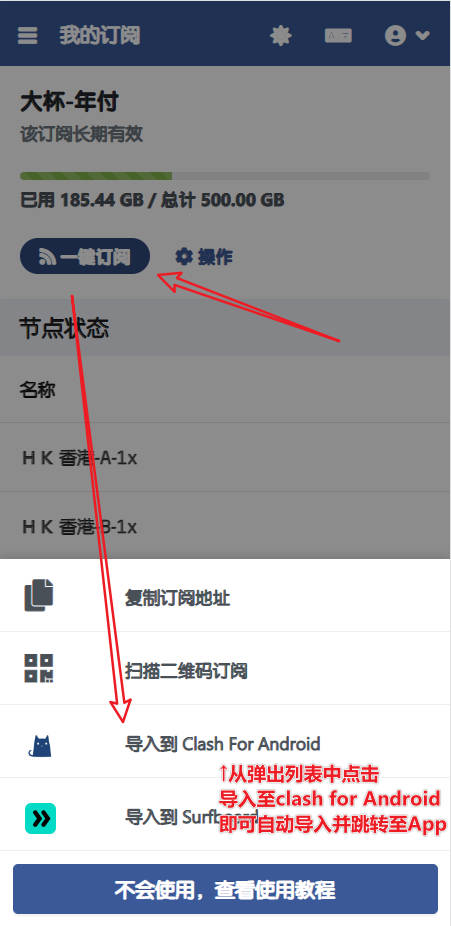 我的订阅
大杯-年付
该订阅长期有效
已用 185.44 GB / 总计 500.00 GB
一键订阅
操作
节点状态
名称
ＨＫ 香港-A-1x
ＨＫ 香港-B-1x
复制订阅地址
扫描二维码订阅
导入到 Clash For Android
↑从弹出列表中点击
导入至clash for Android
即可自动导入并跳转至App
导入到
不会使用，查看使用教程